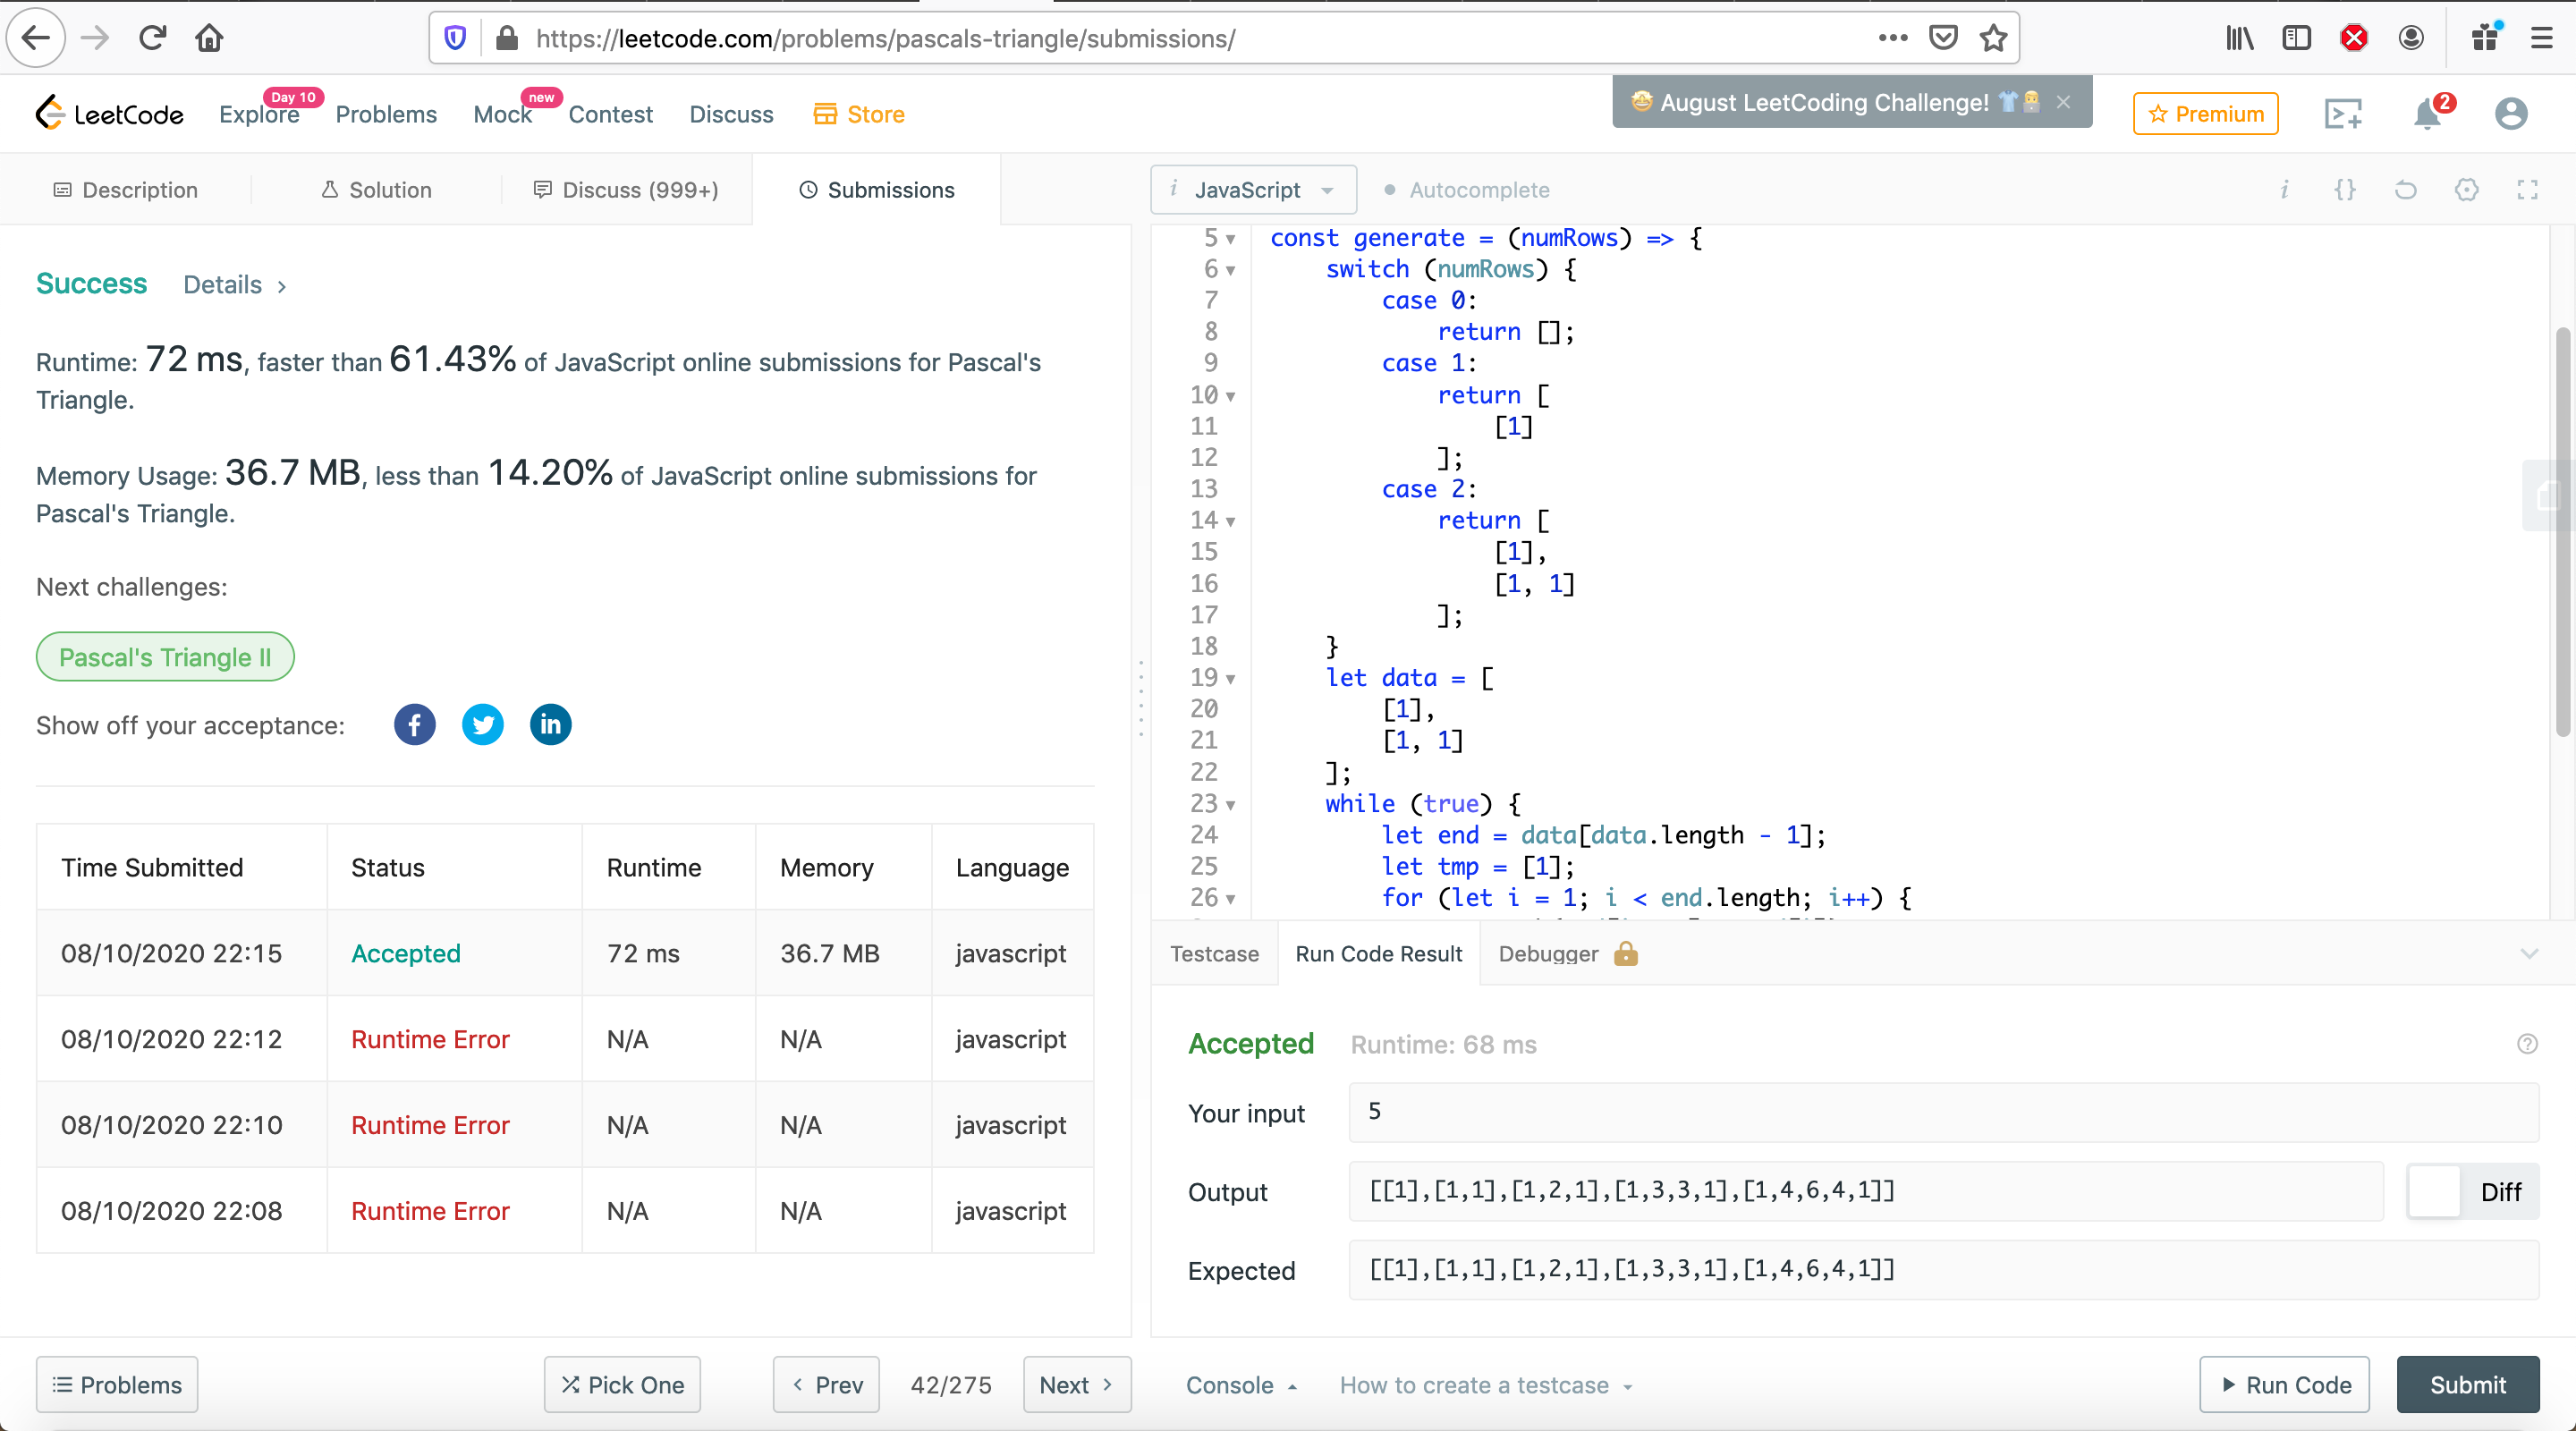 https://leetcode.com/problems/pascals-triangle/submissions/
LeetCode
Explore
Day 10
Problems
Mock
new
Contest
Discuss
Store
🤩 August LeetCoding Challenge! 👕
Premium
2
Description
Solution
Discuss (999+)
Submissions
i JavaScript
Autocomplete
i {}
Success Details >
Runtime: 72 ms, faster than 61.43% of JavaScript online submissions for Pascal's
Triangle.
Memory Usage: 36.7 MB, less than 14.20% of JavaScript online submissions for
Pascal's Triangle.
Next challenges:
Pascal's Triangle II
Show off your acceptance:
f in
Time Submitted Status Runtime Memory Language
08/10/2020 22:15 Accepted 72 ms 36.7 MB javascript
08/10/2020 22:12 Runtime Error N/A N/A javascript
08/10/2020 22:10 Runtime Error N/A N/A javascript
08/10/2020 22:08 Runtime Error N/A N/A javascript
5 const generate = (numRows) => {
6 switch (numRows) {
7 case 0:
8 return [];
9 case 1:
10 return [
11 [1]
12 ];
13 case 2:
14 return [
15 [1],
16 [1, 1]
17 ];
18 }
19 let data = [
20 [1],
21 [1, 1]
22 ];
23 while (true) {
24 let end = data[data.length - 1];
25 let tmp = [1];
26 for (let i = 1; i < end.length; i++) {
Testcase
Run Code Result
Debugger
Accepted Runtime: 68 ms
Your input 5
Output [[1],[1,1],[1,2,1],[1,3,3,1],[1,4,6,4,1]]
Diff
Expected [[1],[1,1],[1,2,1],[1,3,3,1],[1,4,6,4,1]]
Problems
Pick One
< Prev
42/275
Next >
Console
How to create a testcase
Run Code
Submit